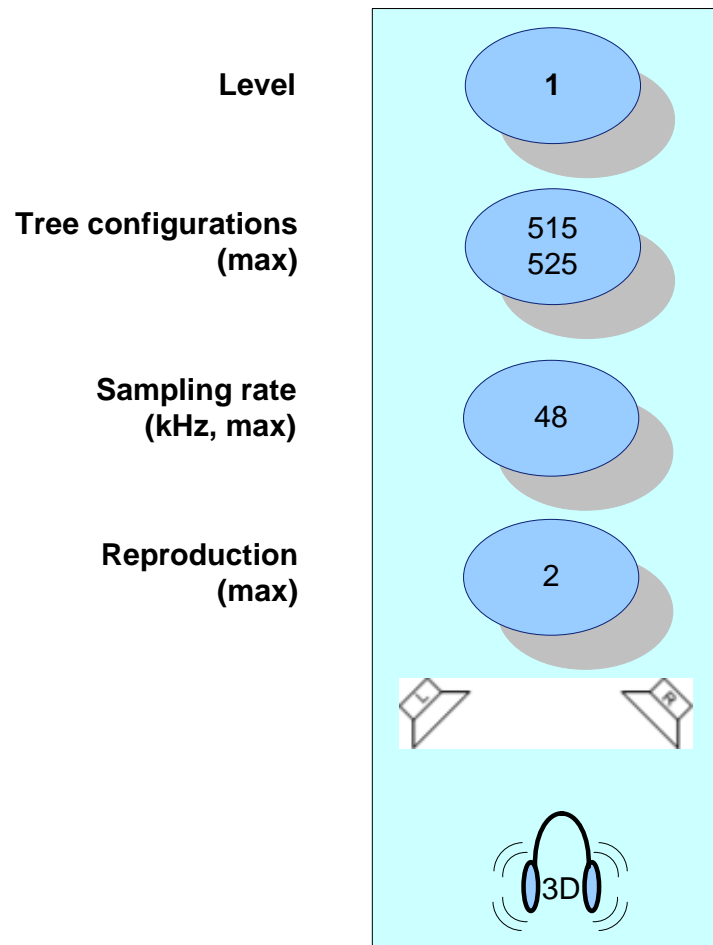 Level
1
Tree configurations
(max)
515
525
Sampling rate
(kHz, max)
48
Reproduction
(max)
2
L
R
3D